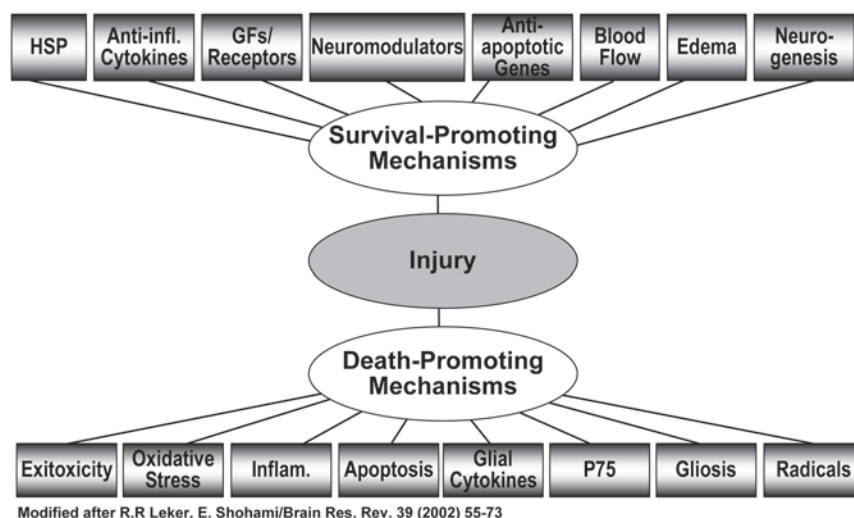 HSP
Anti-infl.
Cytokines
GFs/
Receptors
Neuromodulators
Anti-
apoptotic
Genes
Blood
Flow
Edema
Neuro-
genesis
Survival-Promoting
Mechanisms
Injury
Death-Promoting
Mechanisms
Exitoxicity
Oxidative
Stress
Inflam.
Apoptosis
Glial
Cytokines
P75
Gliosis
Radicals
Modified after R.R Leker, E. Shohami/Brain Res. Rev. 39 (2002) 55-73